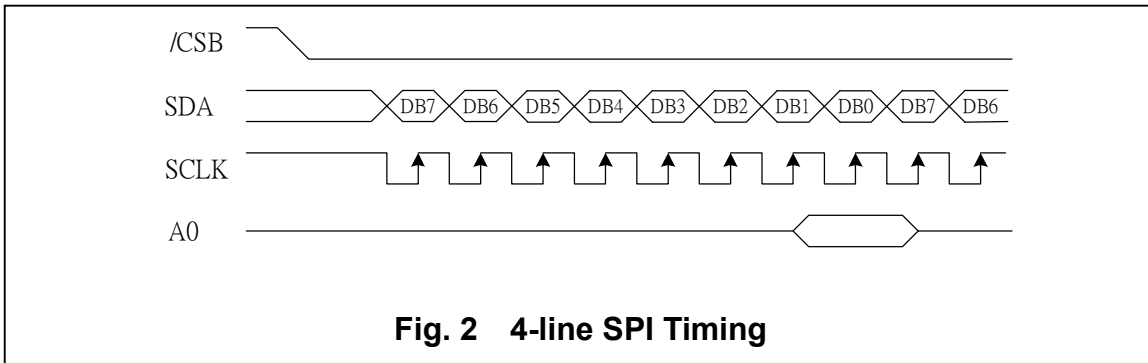 /CSB
SDA DB7 DB6 DB5 DB4 DB3 DB2 DB1 DB0 DB7 DB6
SCLK
A0
Fig. 2 4-line SPI Timing